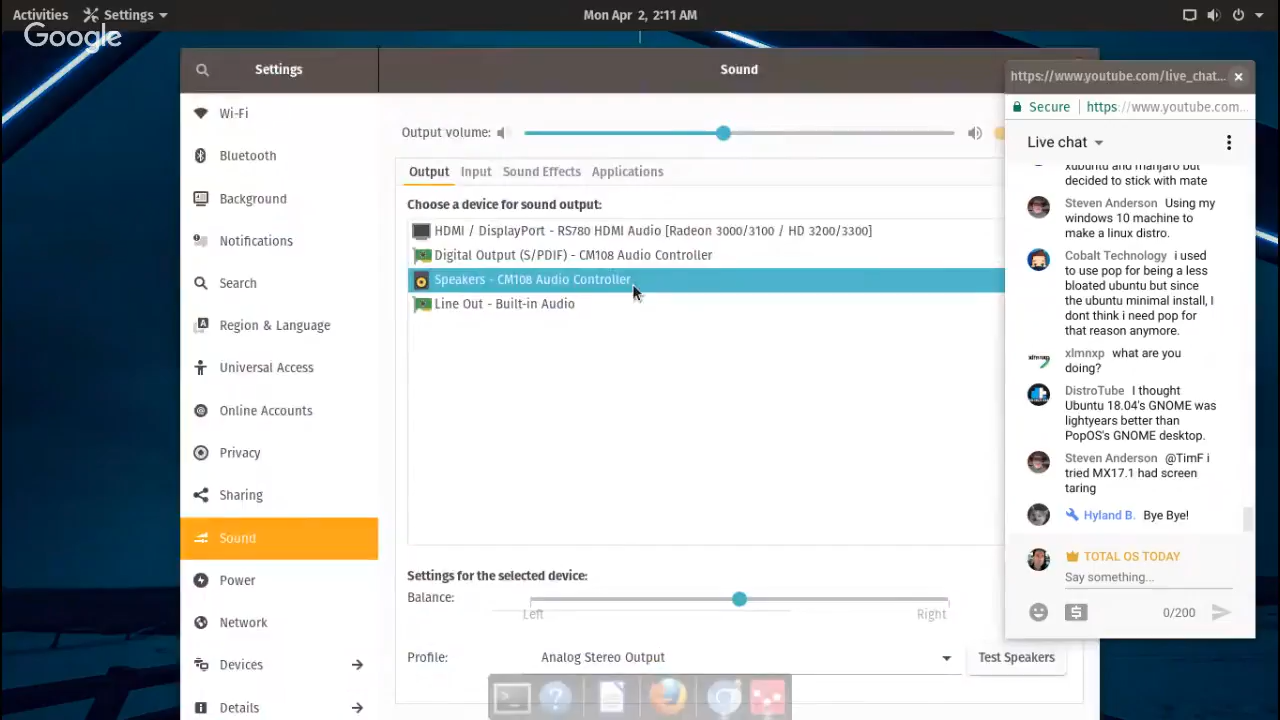 Activities
Settings
Mon Apr 2, 2:11 AM
Google
Settings
Sound
Wi-Fi
Bluetooth
Background
Notifications
Search
Region & Language
Universal Access
Online Accounts
Privacy
Sharing
Sound
Power
Network
Devices
Details
Output volume:
Output
Input
Sound Effects
Applications
Choose a device for sound output:
HDMI / DisplayPort - RS780 HDMI Audio [Radeon 3000/3100 / HD 3200/3300]
Digital Output (S/PDIF) - CM108 Audio Controller
Speakers - CM108 Audio Controller
Line Out - Built-in Audio
Settings for the selected device:
Balance:
Left
Right
Profile:
Analog Stereo Output
Test Speakers
https://www.youtube.com/live_chat...
Secure
https://www.youtube.com...
Live chat
xubuntu and manjaro but
decided to stick with mate
Steven Anderson Using my
windows 10 machine to
make a linux distro.
Cobalt Technology i used
to use pop for being a less
bloated ubuntu but since
the ubuntu minimal install, I
dont think i need pop for
that reason anymore.
xlmnxp what are you
doing?
DistroTube I thought
Ubuntu 18.04's GNOME was
lightyears better than
PopOS's GNOME desktop.
Steven Anderson @TimF i
tried MX17.1 had screen
taring
Hyland B. Bye Bye!
TOTAL OS TODAY
Say something...
0/200